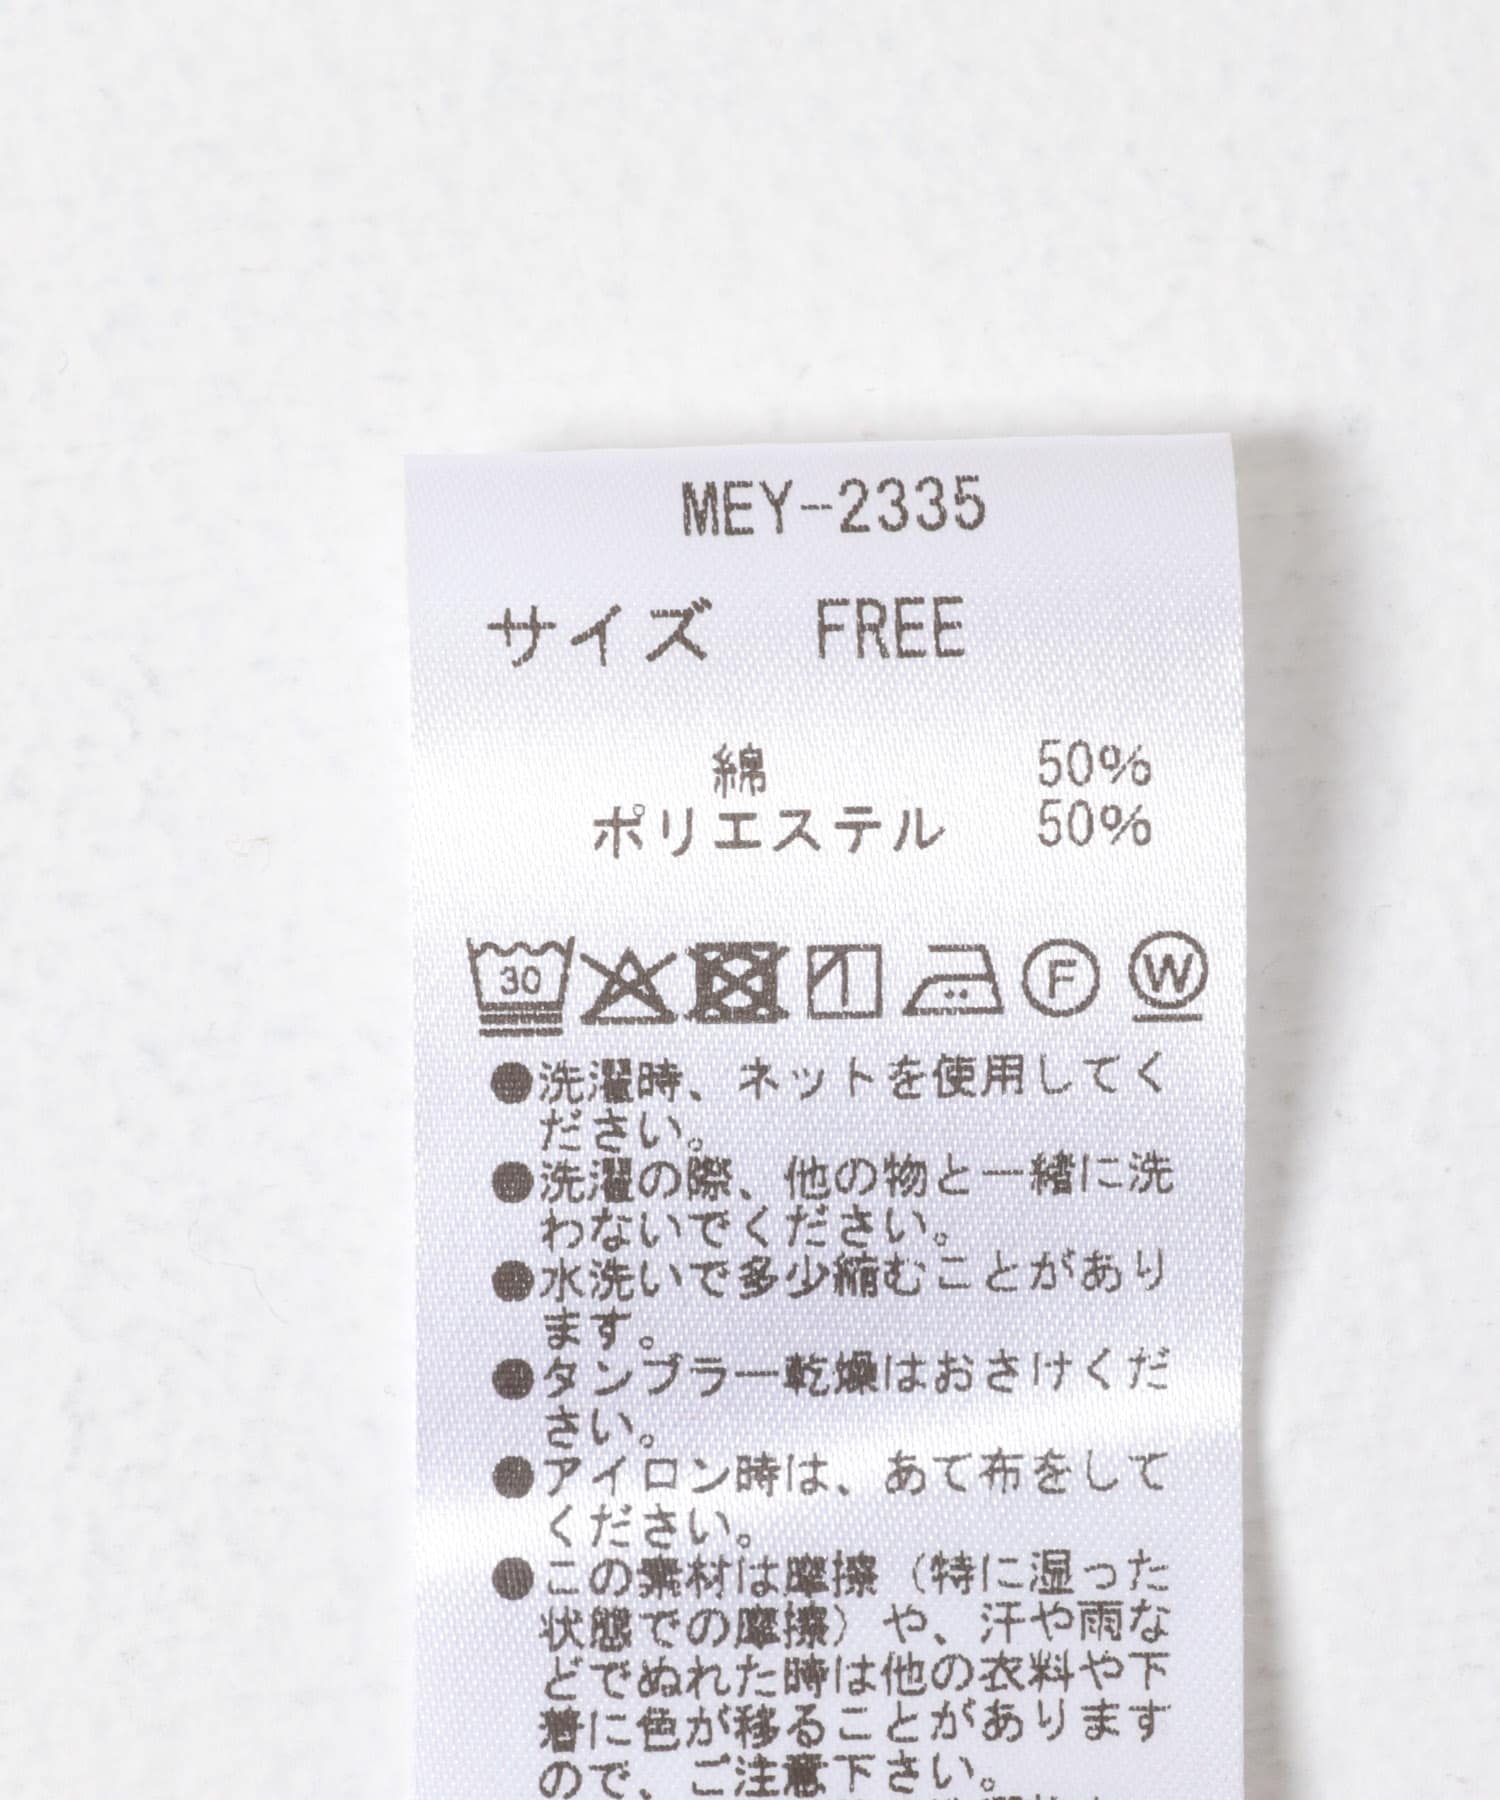 MEY-2335
サイズ FREE
綿 50%
ポリエステル 50%
30 F W
●洗濯時、ネットを使用してく
ださい。
●洗濯の際、他の物と一緒に洗
わないでください。
●水洗いで多少縮むことがあり
ます。
●タンブラー乾燥はおさけくだ
さい。
●アイロン時は、あて布をして
ください。
●この素材は摩擦（特に湿った
状態での摩擦）や、汗や雨な
どでぬれた時は他の衣料や下
着に色が移ることがあります
ので、ご注意下さい。